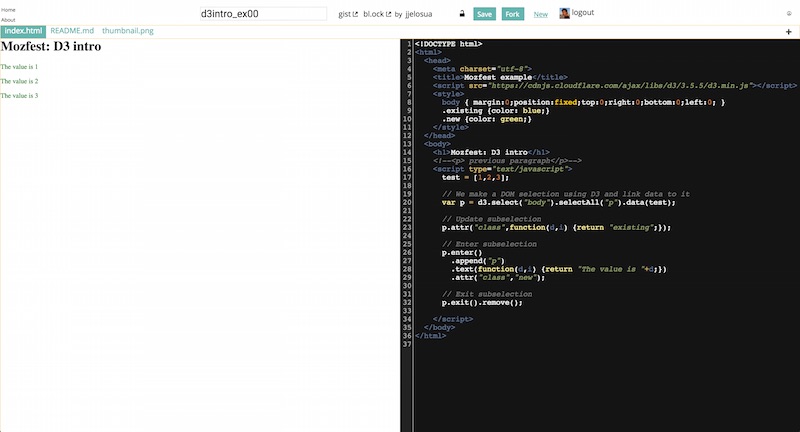 Home
About
d3intro_ex00
gist bl.ock by jjelosua
Save Fork New logout
index.html README.md thumbnail.png +
Mozfest: D3 intro
The value is 1
The value is 2
The value is 3
1 <!DOCTYPE html>
2 <html>
3 <head>
4 <meta charset="utf-8">
5 <title>Mosfest example</title>
6 <script src="https://cdnjs.cloudflare.com/ajax/libs/d3/3.5.5/d3.min.js"></script>
7 <style>
8 body { margin:0;position:fixed;top:0;right:0;bottom:0;left:0; }
9 .existing {color: blue;}
10 .new {color: green;}
11 </style>
12 </head>
13 <body>
14 <h1>Mozfest: D3 intro</h1>
15 <!--<p> previous paragraph</p>-->
16 <script type="text/javascript">
17 test = [1,2,3];
18
19 // We make a DOM selection using D3 and link data to it
20 var p = d3.select("body").selectAll("p").data(test);
21
22 // Update subselection
23 p.attr("class",function(d,i) {return "existing";});
24
25 // Enter subselection
26 p.enter()
27 .append("p")
28 .text(function(d,i) {return "The value is "+d;})
29 .attr("class","new");
30
31 // Exit subselection
32 p.exit().remove();
33
34 </script>
35 </body>
36 </html>
37